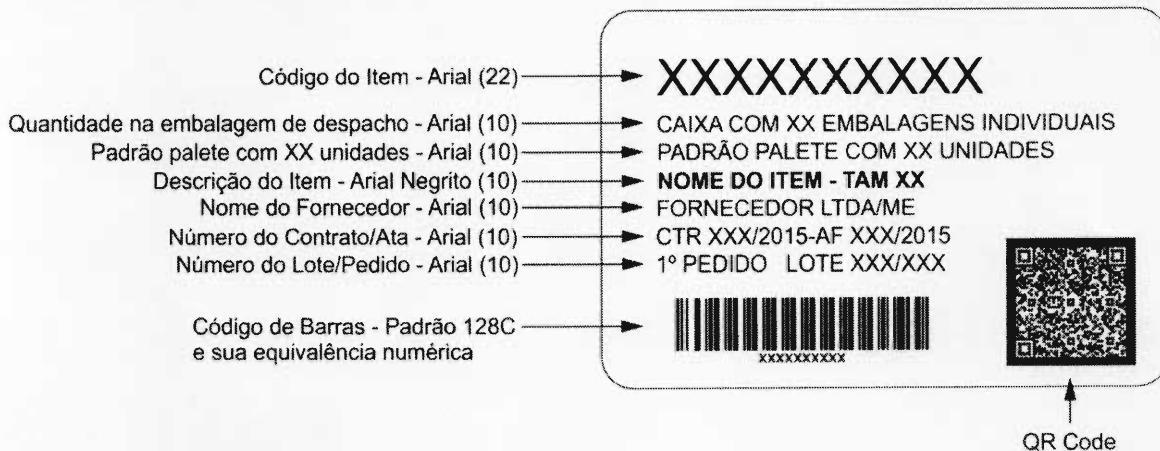 Código do Item - Arial (22)
XXXXXXXXXX
Quantidade na embalagem de despacho - Arial (10)
CAIXA COM XX EMBALAGENS INDIVIDUAIS
Padrão palete com XX unidades - Arial (10)
PADRÃO PALETE COM XX UNIDADES
Descrição do Item - Arial Negrito (10)
NOME DO ITEM - TAM XX
Nome do Fornecedor - Arial (10)
FORNECEDOR LTDA/ME
Número do Contrato/Ata - Arial (10)
CTR XXX/2015-AF XXX/2015
Número do Lote/Pedido - Arial (10)
1º PEDIDO LOTE XXX/XXX
Código de Barras - Padrão 128C
e sua equivalência numérica
XXXXXXXXXX
QR Code